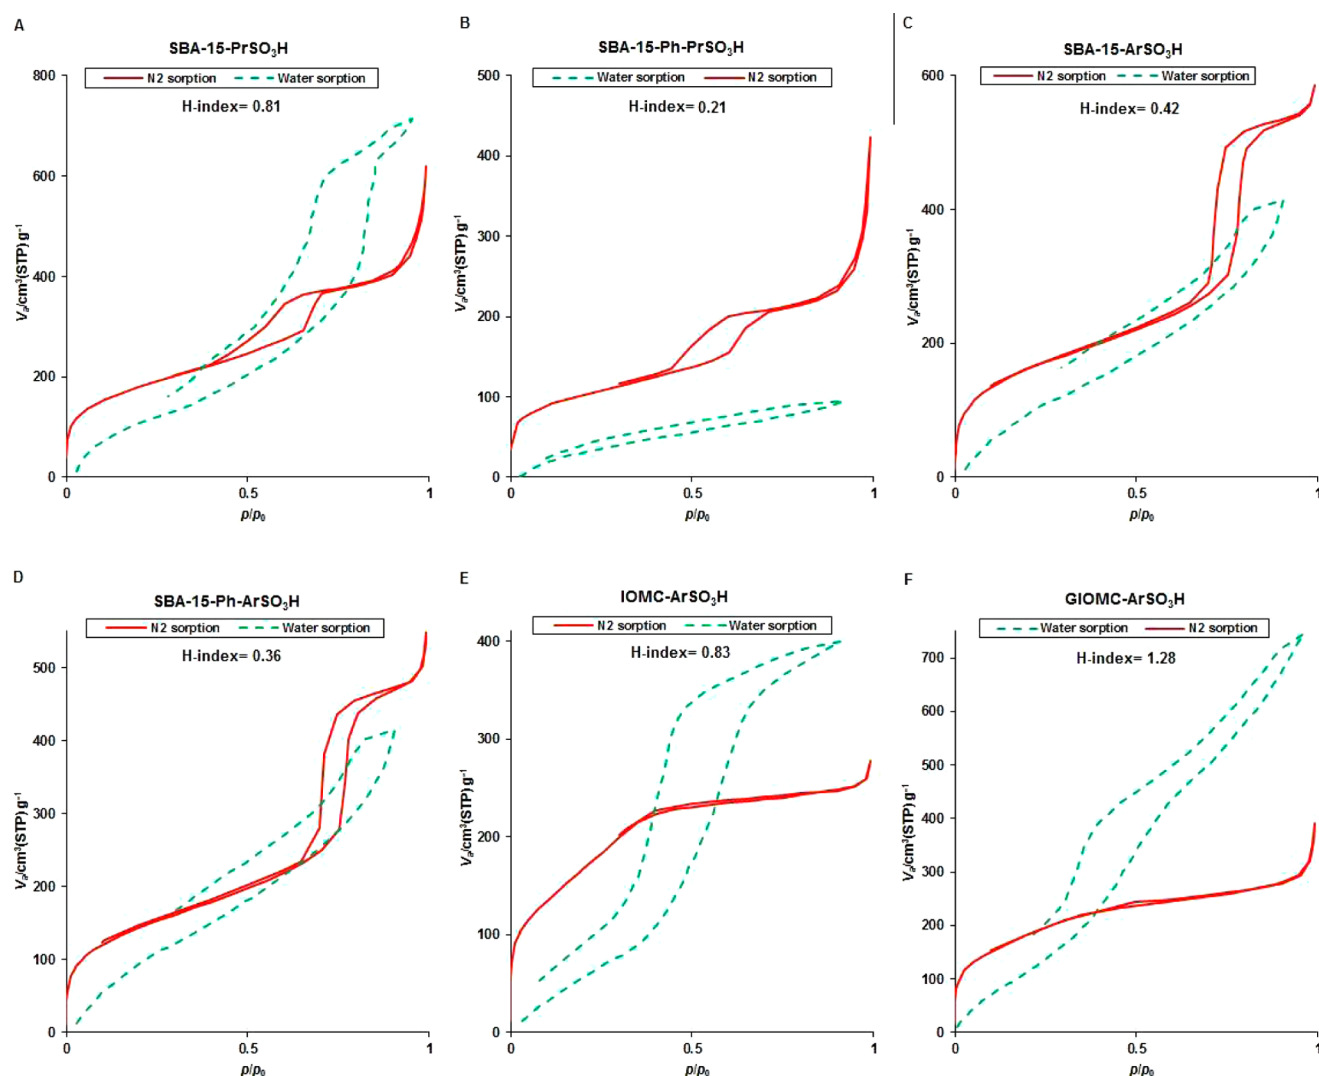 A
SBA-15-PrSO₃H
N2 sorption Water sorption
H-index= 0.81
800
600
400
200
0
Vₐ/cm³(STP) g⁻¹
0 0.5 1
p/p₀
B
SBA-15-Ph-PrSO₃H
Water sorption N2 sorption
H-index= 0.21
500
400
300
200
100
0
Vₐ/cm³(STP) g⁻¹
0 0.5 1
p/p₀
C
SBA-15-ArSO₃H
N2 sorption Water sorption
H-index= 0.42
600
400
200
0
Vₐ/cm³(STP) g⁻¹
0 0.5 1
p/p₀
D
SBA-15-Ph-ArSO₃H
N2 sorption Water sorption
H-index= 0.36
500
400
300
200
100
0
Vₐ/cm³(STP) g⁻¹
0 0.5 1
p/p₀
E
IOMC-ArSO₃H
N2 sorption Water sorption
H-index= 0.83
400
300
200
100
0
Vₐ/cm³(STP) g⁻¹
0 0.5 1
p/p₀
F
GIOMC-ArSO₃H
Water sorption N2 sorption
H-index= 1.28
700
600
500
400
300
200
100
0
Vₐ/cm³(STP) g⁻¹
0 0.5 1
p/p₀